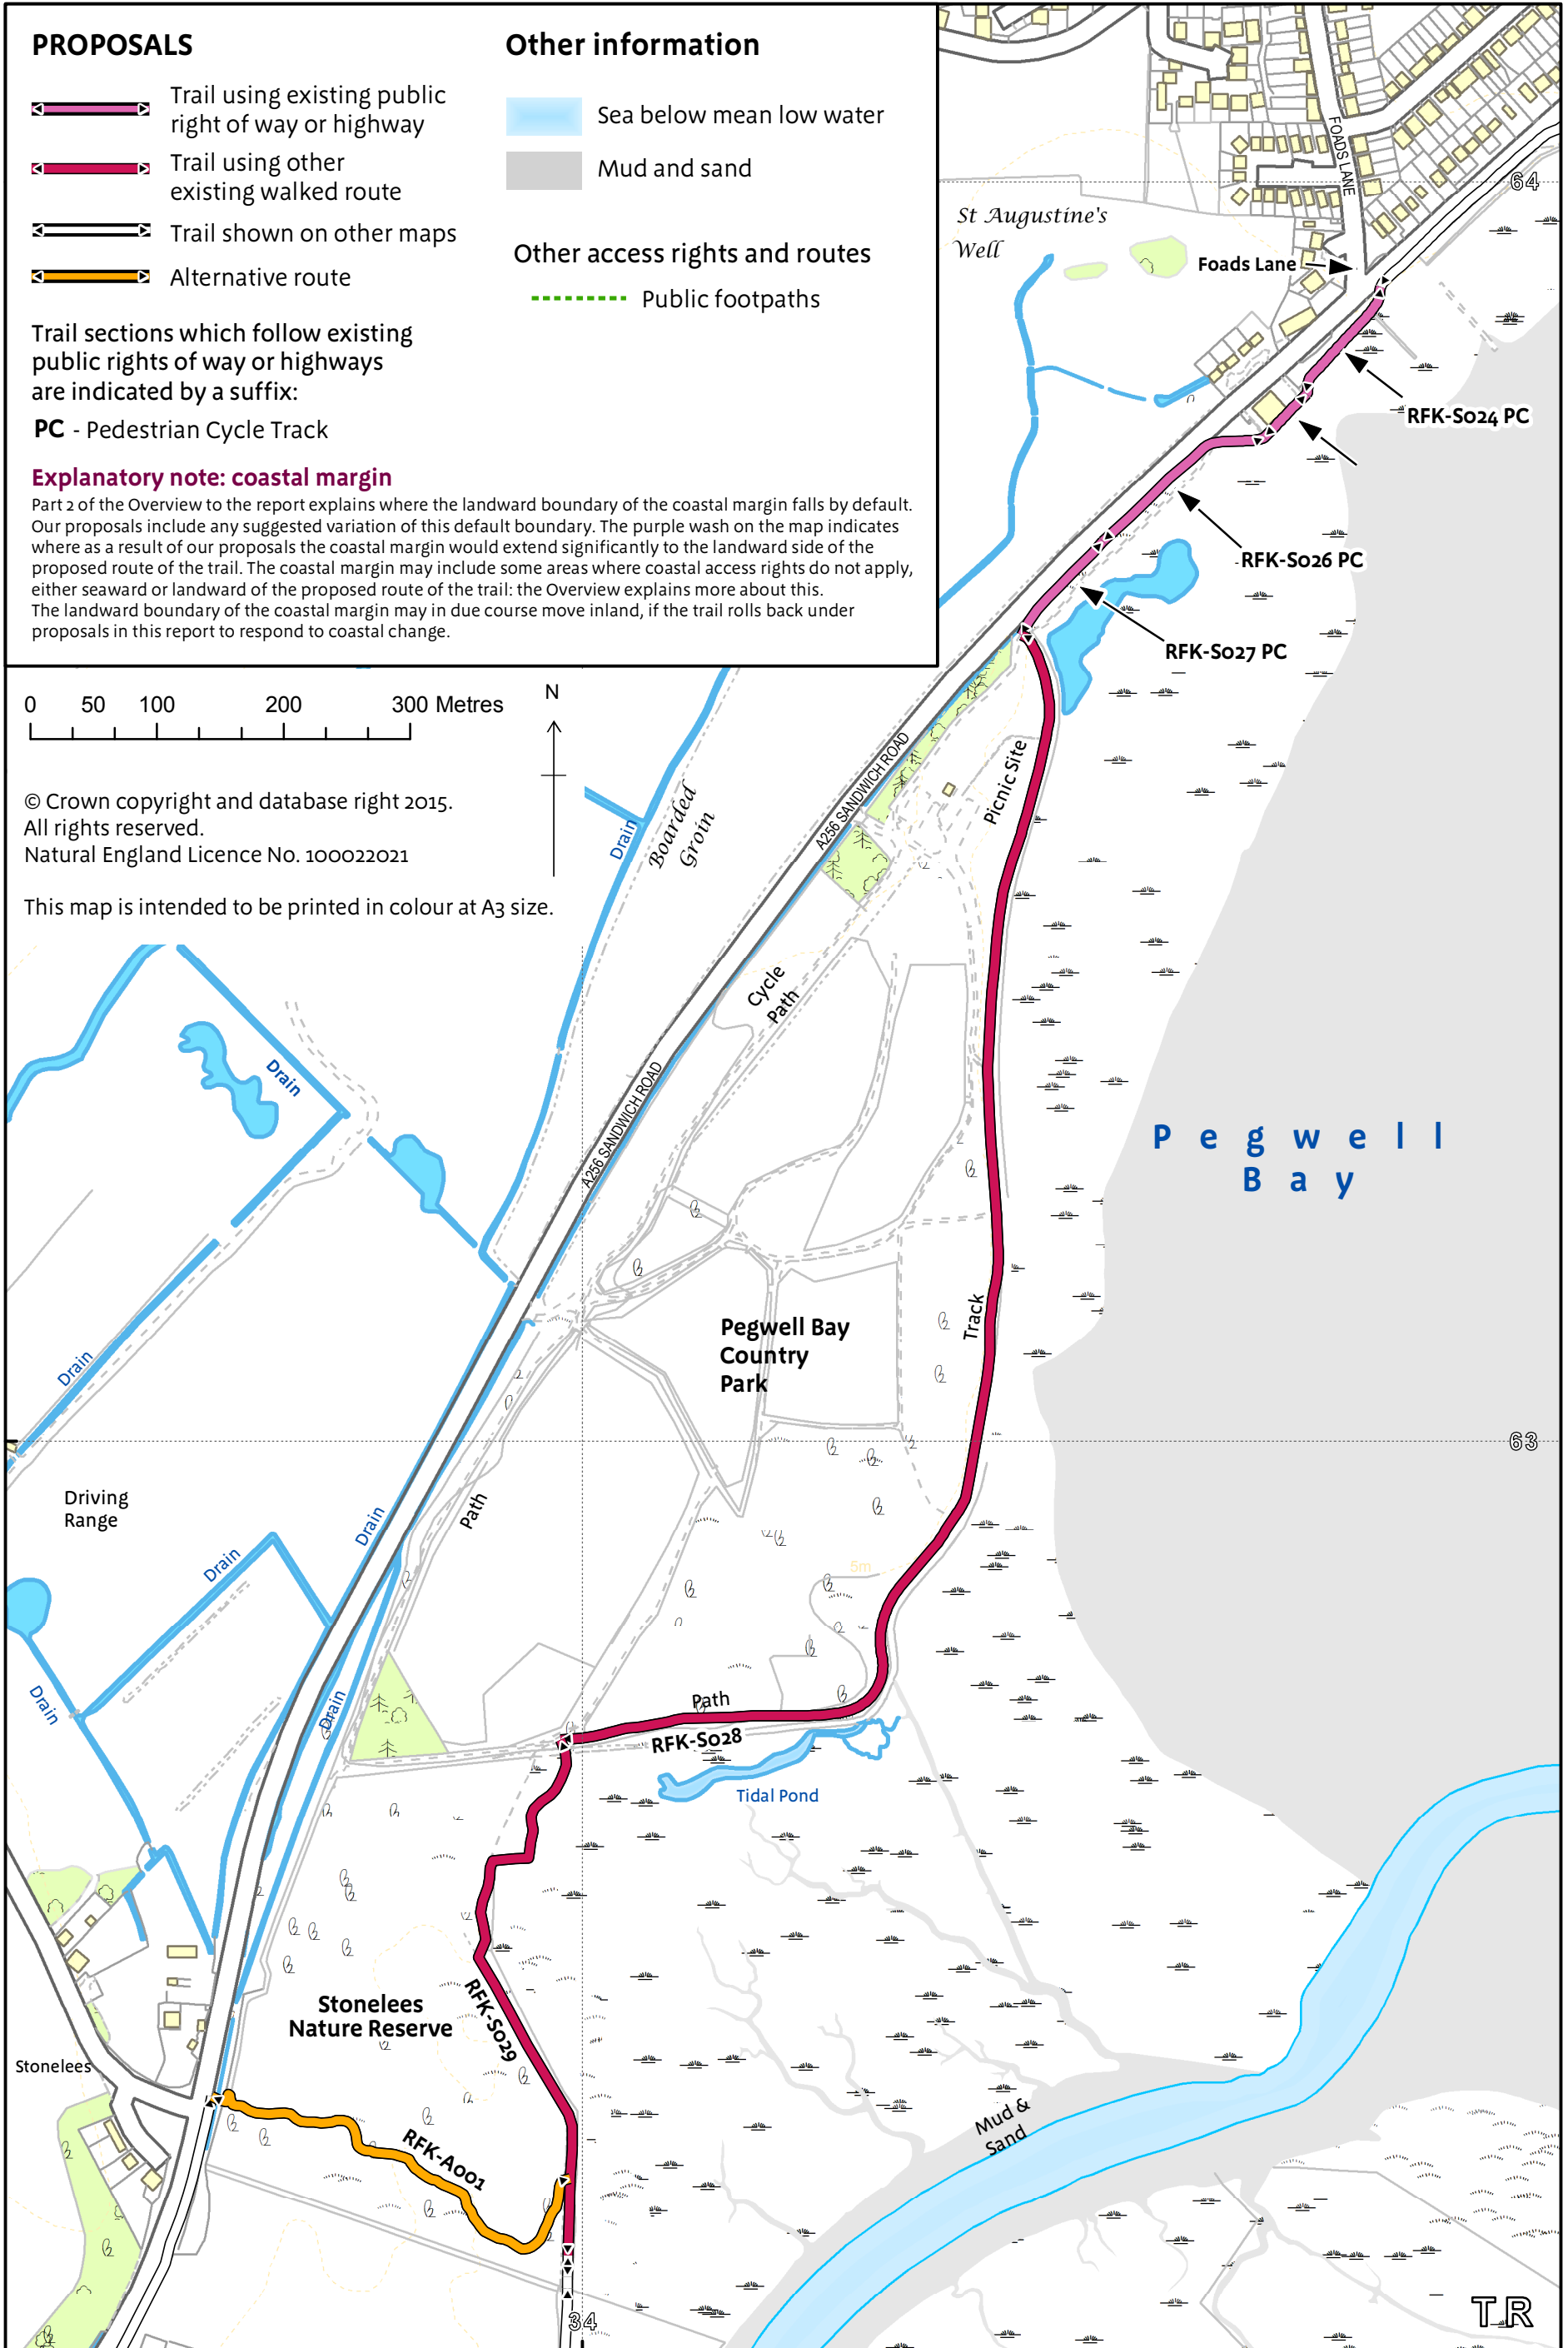 PROPOSALS
Trail using existing public
right of way or highway
Trail using other
existing walked route
Trail shown on other maps
Alternative route
Trail sections which follow existing
public rights of way or highways
are indicated by a suffix:
PC - Pedestrian Cycle Track
Other information
Sea below mean low water
Mud and sand
Other access rights and routes
Public footpaths
Explanatory note: coastal margin
Part 2 of the Overview to the report explains where the landward boundary of the coastal margin falls by default.
Our proposals include any suggested variation of this default boundary. The purple wash on the map indicates
where as a result of our proposals the coastal margin would extend significantly to the landward side of the
proposed route of the trail. The coastal margin may include some areas where coastal access rights do not apply,
either seaward or landward of the proposed route of the trail: the Overview explains more about this.
The landward boundary of the coastal margin may in due course move inland, if the trail rolls back under
proposals in this report to respond to coastal change.
0 50 100 200 300 Metres
N
© Crown copyright and database right 2015.
All rights reserved.
Natural England Licence No. 100022021
This map is intended to be printed in colour at A3 size.
FOADS LANE
64
St Augustine's
Well
Foads Lane
RFK-S024 PC
RFK-S026 PC
RFK-S027 PC
Picnic Site
A256 SANDWICH ROAD
Drain
Boarded
Groin
Cycle
Path
Drain
A256 SANDWICH ROAD
Pegwell
Bay
Track
Pegwell Bay
Country
Park
Drain
63
Driving
Range
Path
Drain
Drain
5m
Drain
Drain
Path
RFK-S028
Tidal Pond
RFK-S029
Stonelees
Nature Reserve
Stonelees
RFK-A001
Mud &
Sand
34
TR